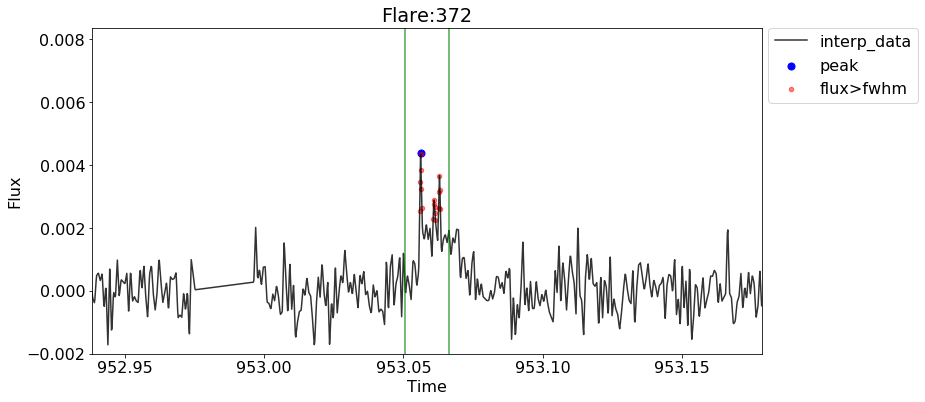 Flare:372
interp_data
peak
flux>fwhm
0.008
0.006
0.004
0.002
0.000
−0.002
Flux
952.95 953.00 953.05 953.10 953.15
Time